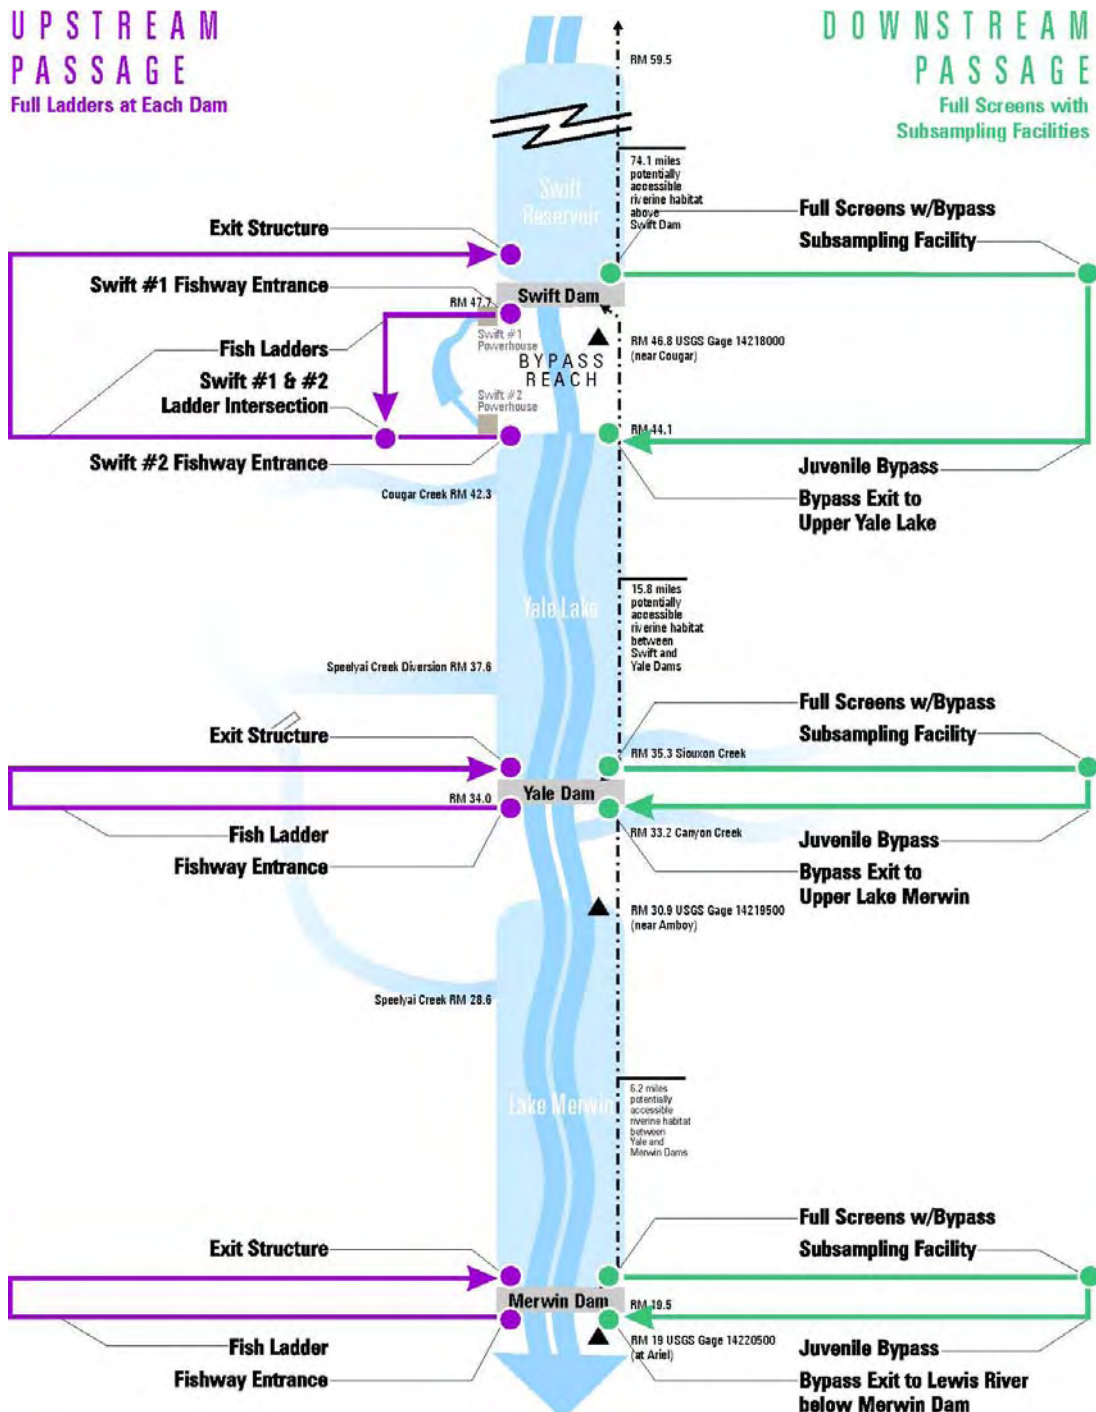 UPSTREAM
PASSAGE
Full Ladders at Each Dam
DOWNSTREAM
PASSAGE
Full Screens with
Subsampling Facilities
RM 59.5
74.1 miles
potentially
accessible
riverine habitat
above
Swift Dam
Swift
Reservoir
Exit Structure
Full Screens w/Bypass
Subsampling Facility
Swift #1 Fishway Entrance
RM 47.7
Swift Dam
Swift #1
Powerhouse
RM 46.8 USGS Gage 14218000
(near Cougar)
Fish Ladders
BYPASS
REACH
Swift #1 & #2
Ladder Intersection
Swift #2
Powerhouse
RM 44.1
Swift #2 Fishway Entrance
Juvenile Bypass
Cougar Creek RM 42.3
Bypass Exit to
Upper Yale Lake
Yale Lake
15.8 miles
potentially
accessible
riverine habitat
between
Swift and
Yale Dams
Speelyai Creek Diversion RM 37.6
Full Screens w/Bypass
Exit Structure
Subsampling Facility
RM 35.3 Siouxon Creek
RM 34.0
Yale Dam
Fish Ladder
RM 33.2 Canyon Creek
Juvenile Bypass
Fishway Entrance
Bypass Exit to
Upper Lake Merwin
RM 30.9 USGS Gage 14219500
(near Amboy)
Speelyai Creek RM 28.6
Lake Merwin
6.2 miles
potentially
accessible
riverine habitat
between
Yale and
Merwin Dams
Full Screens w/Bypass
Exit Structure
Subsampling Facility
Merwin Dam
RM 19.5
Fish Ladder
RM 19 USGS Gage 14220500
(at Ariel)
Juvenile Bypass
Fishway Entrance
Bypass Exit to Lewis River
below Merwin Dam